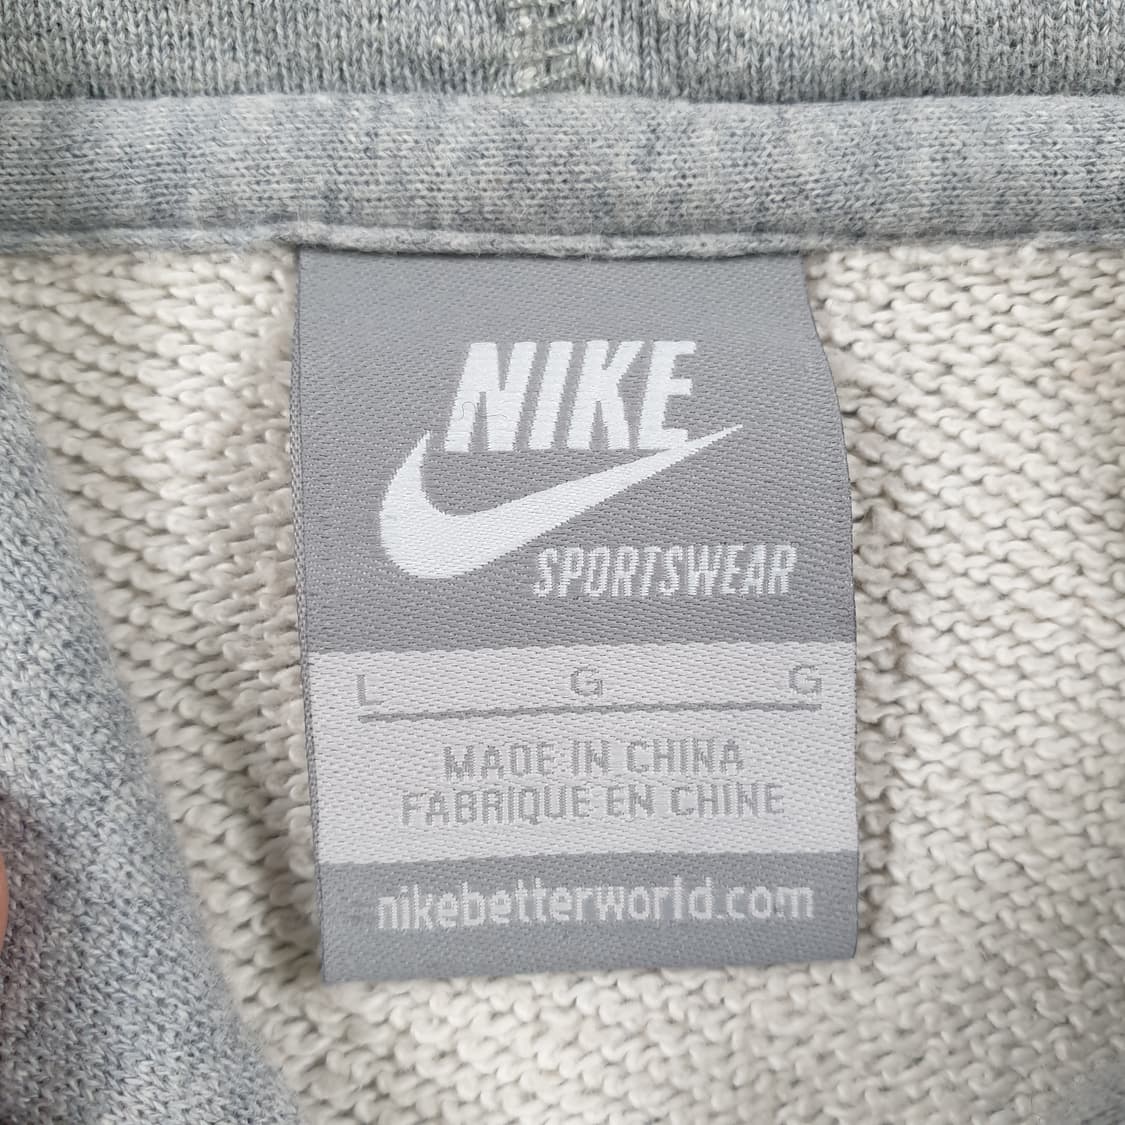 NIKE
SPORTSWEAR
L G G
MADE IN CHINA
FABRIQUE EN CHINE
nikebetterworld.com